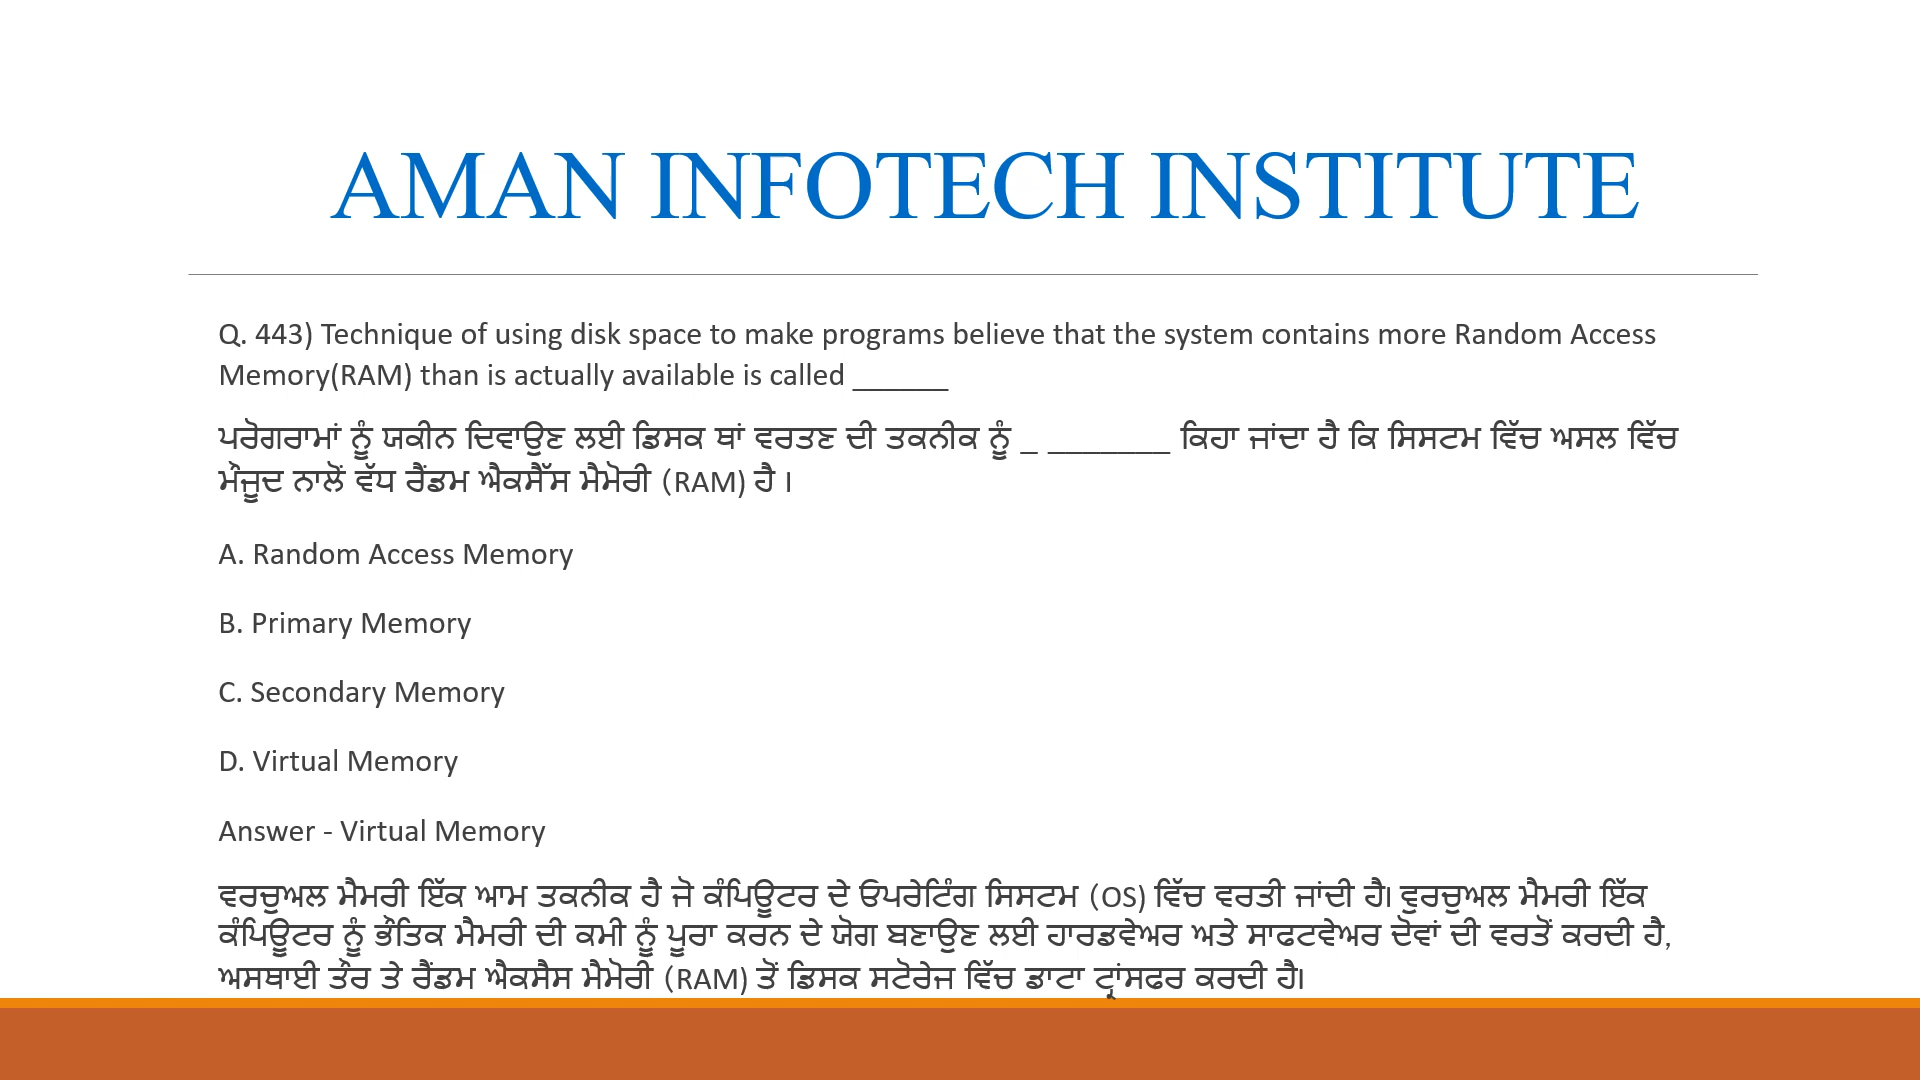 AMAN INFOTECH INSTITUTE
Q. 443) Technique of using disk space to make programs believe that the system contains more Random Access
Memory(RAM) than is actually available is called ______
ਪਰੋਗਰਾਮਾਂ ਨੂੰ ਯਕੀਨ ਦਿਵਾਉਣ ਲਈ ਡਿਸਕ ਥਾਂ ਵਰਤਣ ਦੀ ਤਕਨੀਕ ਨੂੰ _ _______ ਕਿਹਾ ਜਾਂਦਾ ਹੈ ਕਿ ਸਿਸਟਮ ਵਿੱਚ ਅਸਲ ਵਿੱਚ
ਮੌਜੂਦ ਨਾਲੋਂ ਵੱਧ ਰੈਂਡਮ ਐਕਸੈੱਸ ਮੈਮੋਰੀ (RAM) ਹੈ ।
A. Random Access Memory
B. Primary Memory
C. Secondary Memory
D. Virtual Memory
Answer - Virtual Memory
ਵਰਚੁਅਲ ਮੈਮਰੀ ਇੱਕ ਆਮ ਤਕਨੀਕ ਹੈ ਜੋ ਕੰਪਿਊਟਰ ਦੇ ਓਪਰੇਟਿੰਗ ਸਿਸਟਮ (OS) ਵਿੱਚ ਵਰਤੀ ਜਾਂਦੀ ਹੈ। ਵੁਰਚੁਅਲ ਮੈਮਰੀ ਇੱਕ
ਕੰਪਿਊਟਰ ਨੂੰ ਭੌਤਿਕ ਮੈਮਰੀ ਦੀ ਕਮੀ ਨੂੰ ਪੂਰਾ ਕਰਨ ਦੇ ਯੋਗ ਬਣਾਉਣ ਲਈ ਹਾਰਡਵੇਅਰ ਅਤੇ ਸਾਫਟਵੇਅਰ ਦੋਵਾਂ ਦੀ ਵਰਤੋਂ ਕਰਦੀ ਹੈ,
ਅਸਥਾਈ ਤੌਰ ਤੇ ਰੈਂਡਮ ਐਕਸੈਸ ਮੈਮੋਰੀ (RAM) ਤੋਂ ਡਿਸਕ ਸਟੋਰੇਜ ਵਿੱਚ ਡਾਟਾ ਟ੍ਰਾਂਸਫਰ ਕਰਦੀ ਹੈ।